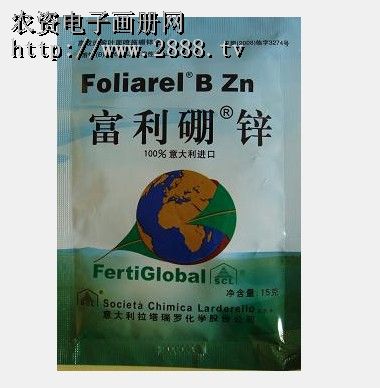 农资电子画册网
http://www.2888.tv
Foliarel® B Zn
富利硼®锌
100%意大利进口
FertiGlobal
SCL
净含量:15克
SCL
Società Chimica Larderello
意大利拉塔瑞罗化学股份公司